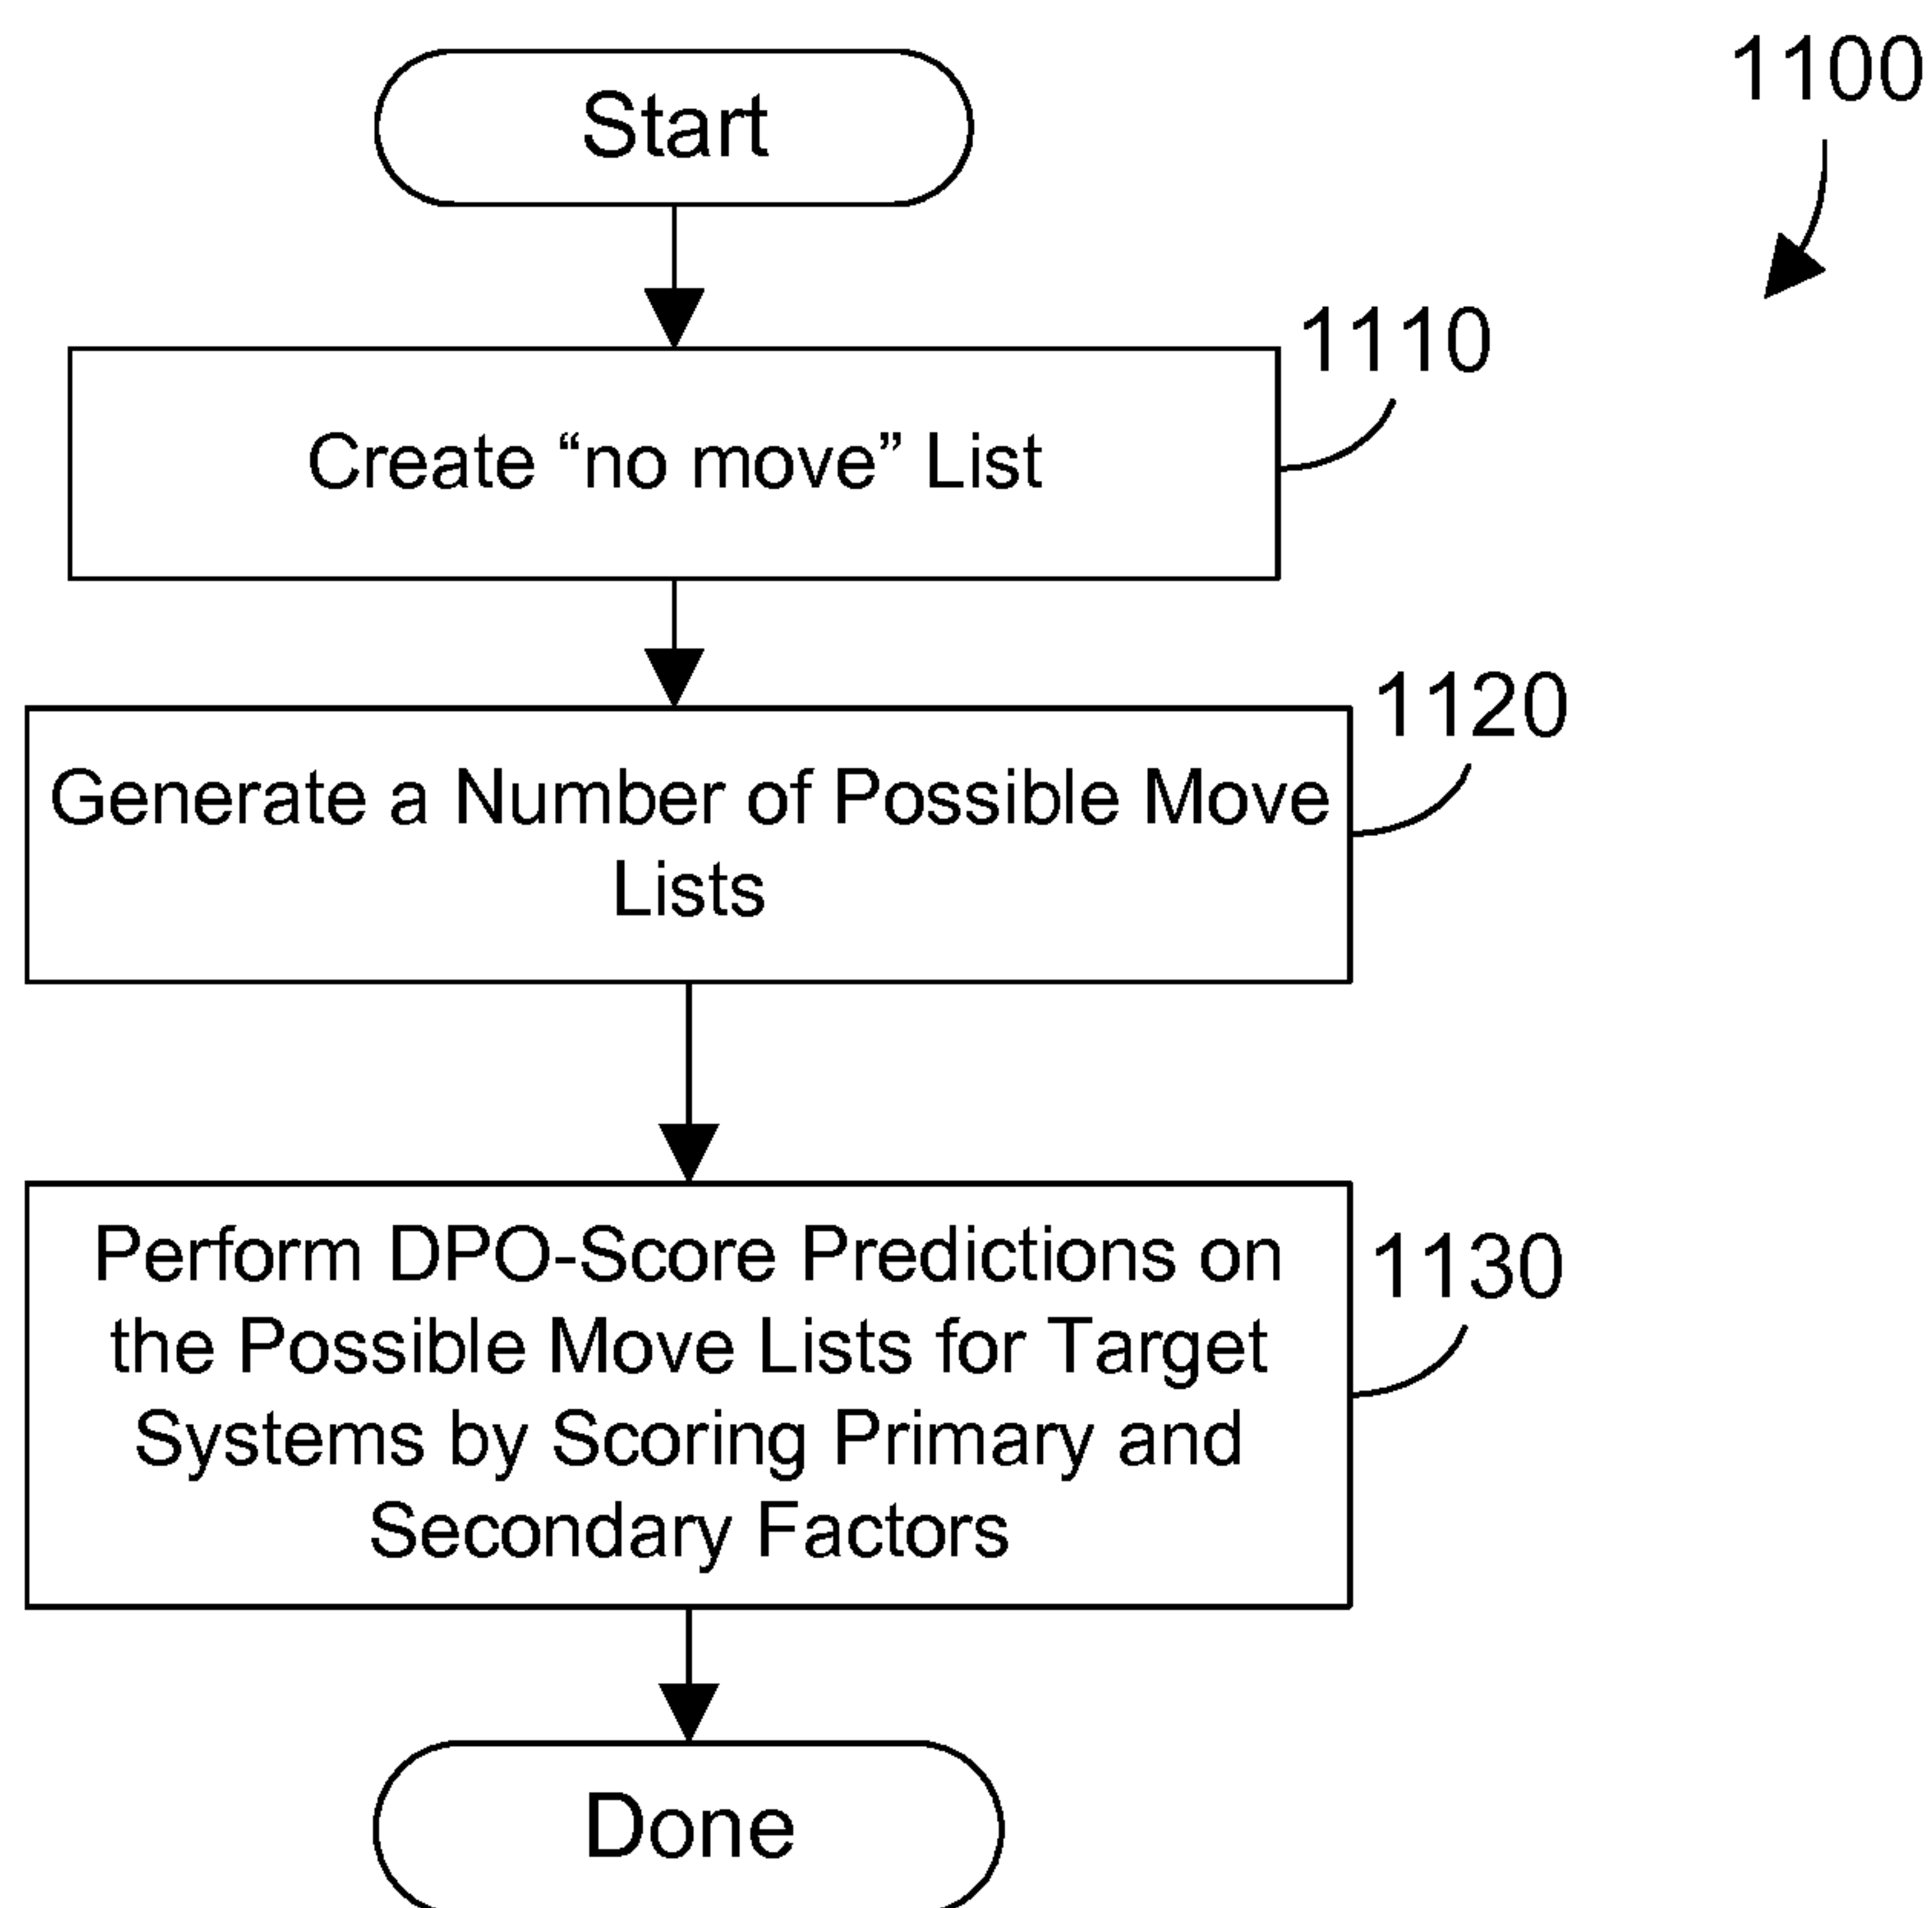 Start
1100
1110
Create “no move” List
1120
Generate a Number of Possible Move
Lists
1130
Perform DPO-Score Predictions on
the Possible Move Lists for Target
Systems by Scoring Primary and
Secondary Factors
Done